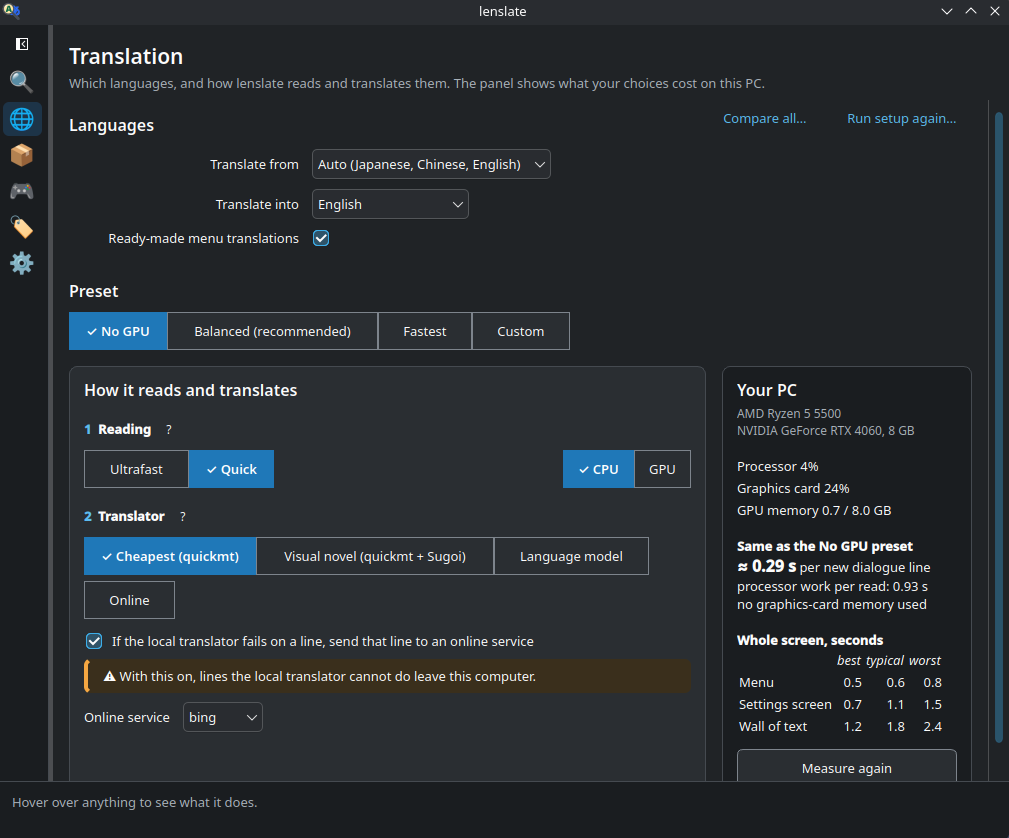 lenslate
Translation
Which languages, and how lenslate reads and translates them. The panel shows what your choices cost on this PC.
Languages
Compare all...
Run setup again...
Translate from
Auto (Japanese, Chinese, English)
Translate into
English
Ready-made menu translations
Preset
✓ No GPU
Balanced (recommended)
Fastest
Custom
How it reads and translates
1 Reading ?
Ultrafast
✓ Quick
✓ CPU
GPU
2 Translator ?
✓ Cheapest (quickmt)
Visual novel (quickmt + Sugoi)
Language model
Online
If the local translator fails on a line, send that line to an online service
⚠ With this on, lines the local translator cannot do leave this computer.
Online service
bing
Your PC
AMD Ryzen 5 5500
NVIDIA GeForce RTX 4060, 8 GB
Processor 4%
Graphics card 24%
GPU memory 0.7 / 8.0 GB
Same as the No GPU preset
≈ 0.29 s per new dialogue line
processor work per read: 0.93 s
no graphics-card memory used
Whole screen, seconds
best typical worst
Menu 0.5 0.6 0.8
Settings screen 0.7 1.1 1.5
Wall of text 1.2 1.8 2.4
Measure again
Hover over anything to see what it does.